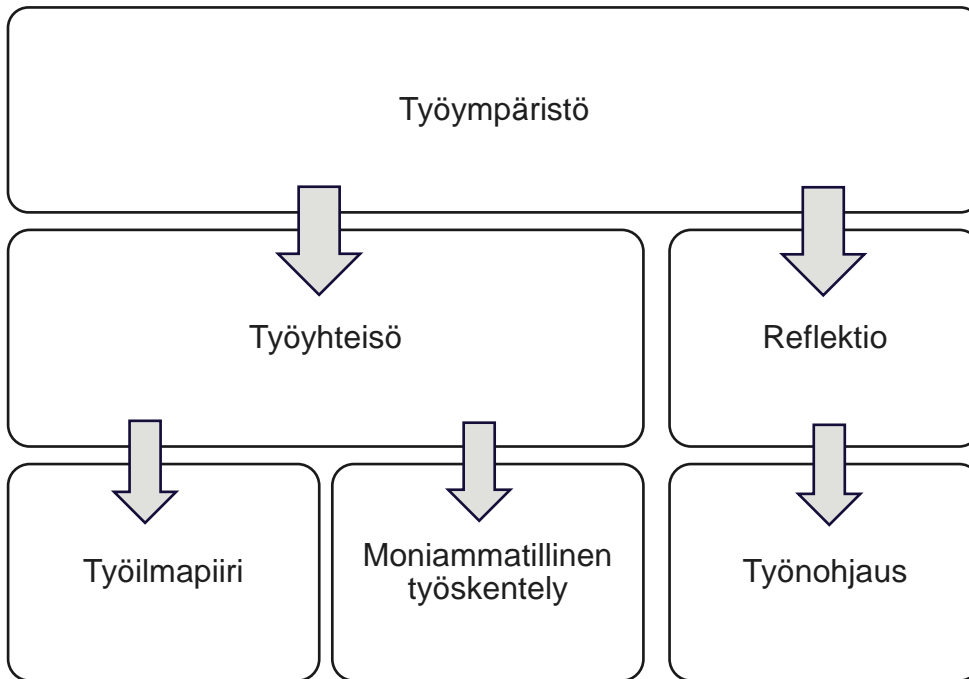 Työympäristö
Työyhteisö
Reflektio
Työilmapiiri
Moniammatillinen
työskentely
Työnohjaus